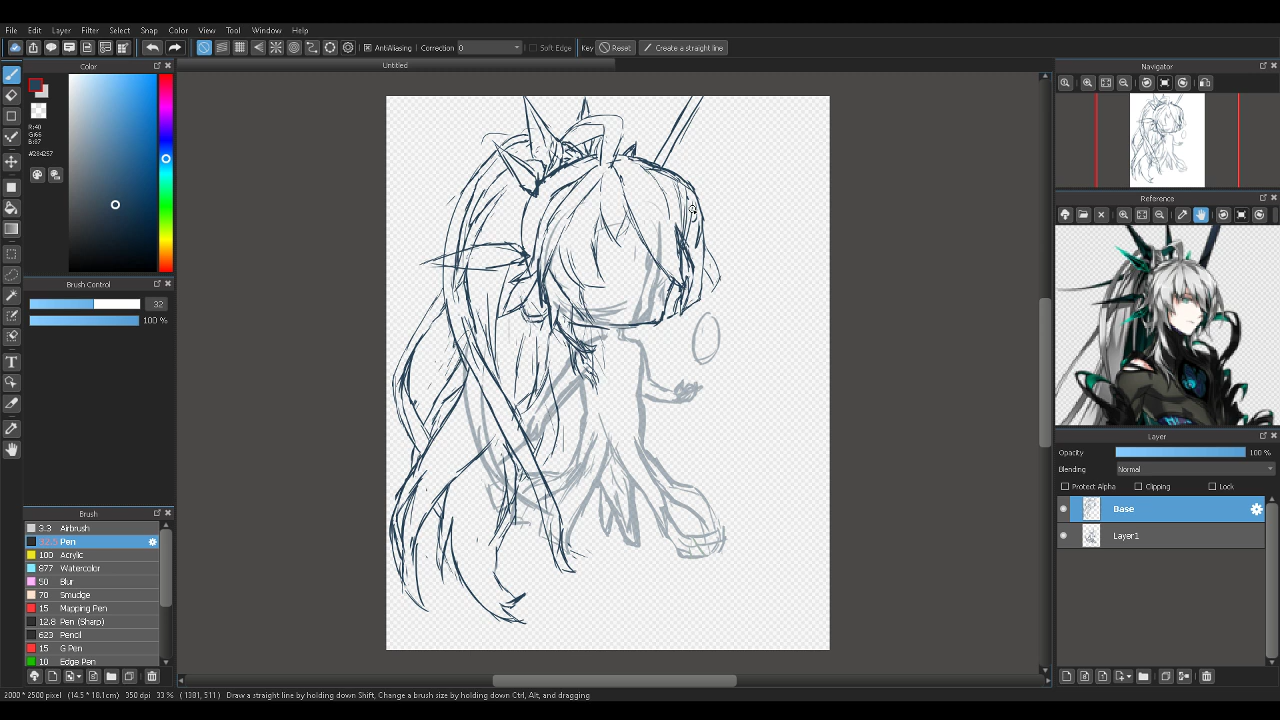 File Edit Layer Filter Select Snap Color View Tool Window Help
AntiAliasing Correction 0 Soft Edge Key Reset Create a straight line
Color
Untitled
Navigator
R:40
G:66
B:87
#284257
Reference
Brush Control
32
100 %
Layer
Opacity 100 %
Blending Normal
Protect Alpha Clipping Lock
Base
Layer1
Brush
3.3 Airbrush
Pen
100 Acrylic
877 Watercolor
50 Blur
70 Smudge
15 Mapping Pen
12.8 Pen (Sharp)
623 Pencil
15 G Pen
10 Edge Pen
2000 * 2500 pixel (14.5 * 18.1cm) 350 dpi 33 % ( 1381, 511 ) Draw a straight line by holding down Shift, Change a brush size by holding down Ctrl, Alt, and dragging